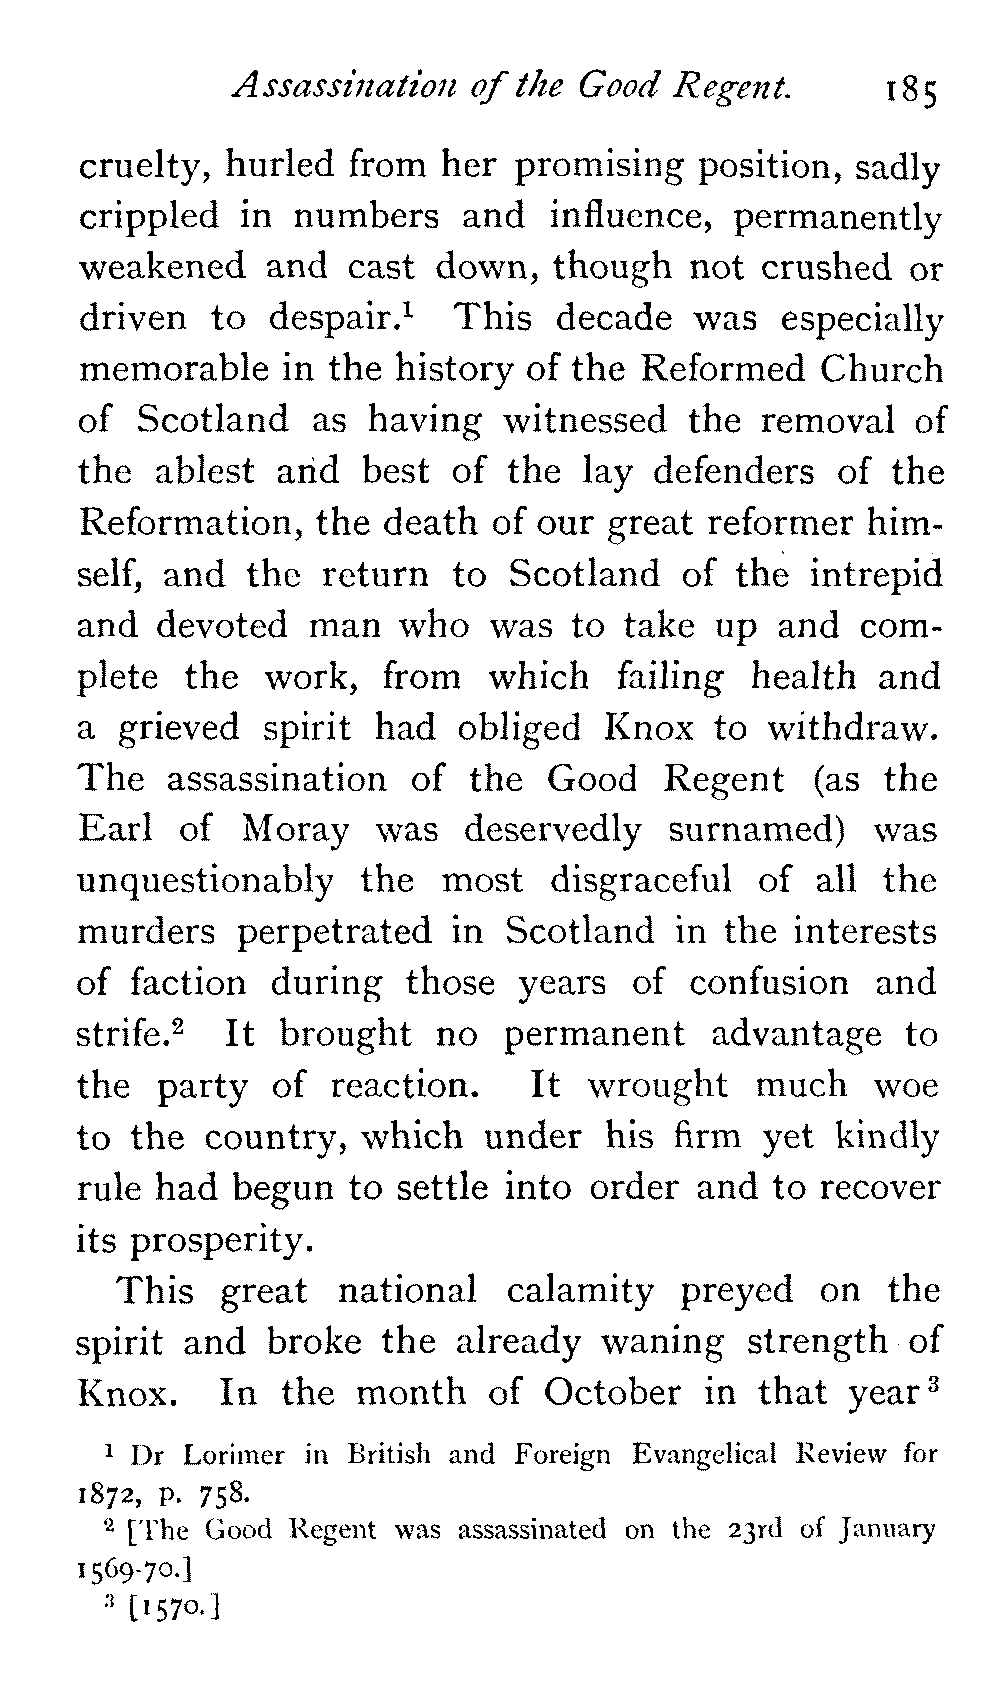 Assassination of the Good Regent. 185
cruelty, hurled from her promising position, sadly
crippled in numbers and influence, permanently
weakened and cast down, though not crushed or
driven to despair.¹ This decade was especially
memorable in the history of the Reformed Church
of Scotland as having witnessed the removal of
the ablest and best of the lay defenders of the
Reformation, the death of our great reformer him-
self, and the return to Scotland of the intrepid
and devoted man who was to take up and com-
plete the work, from which failing health and
a grieved spirit had obliged Knox to withdraw.
The assassination of the Good Regent (as the
Earl of Moray was deservedly surnamed) was
unquestionably the most disgraceful of all the
murders perpetrated in Scotland in the interests
of faction during those years of confusion and
strife.² It brought no permanent advantage to
the party of reaction. It wrought much woe
to the country, which under his firm yet kindly
rule had begun to settle into order and to recover
its prosperity.
This great national calamity preyed on the
spirit and broke the already waning strength of
Knox. In the month of October in that year³
¹ Dr Lorimer in British and Foreign Evangelical Review for
1872, p. 758.
² [The Good Regent was assassinated on the 23rd of January
1569-70.]
³ [1570.]